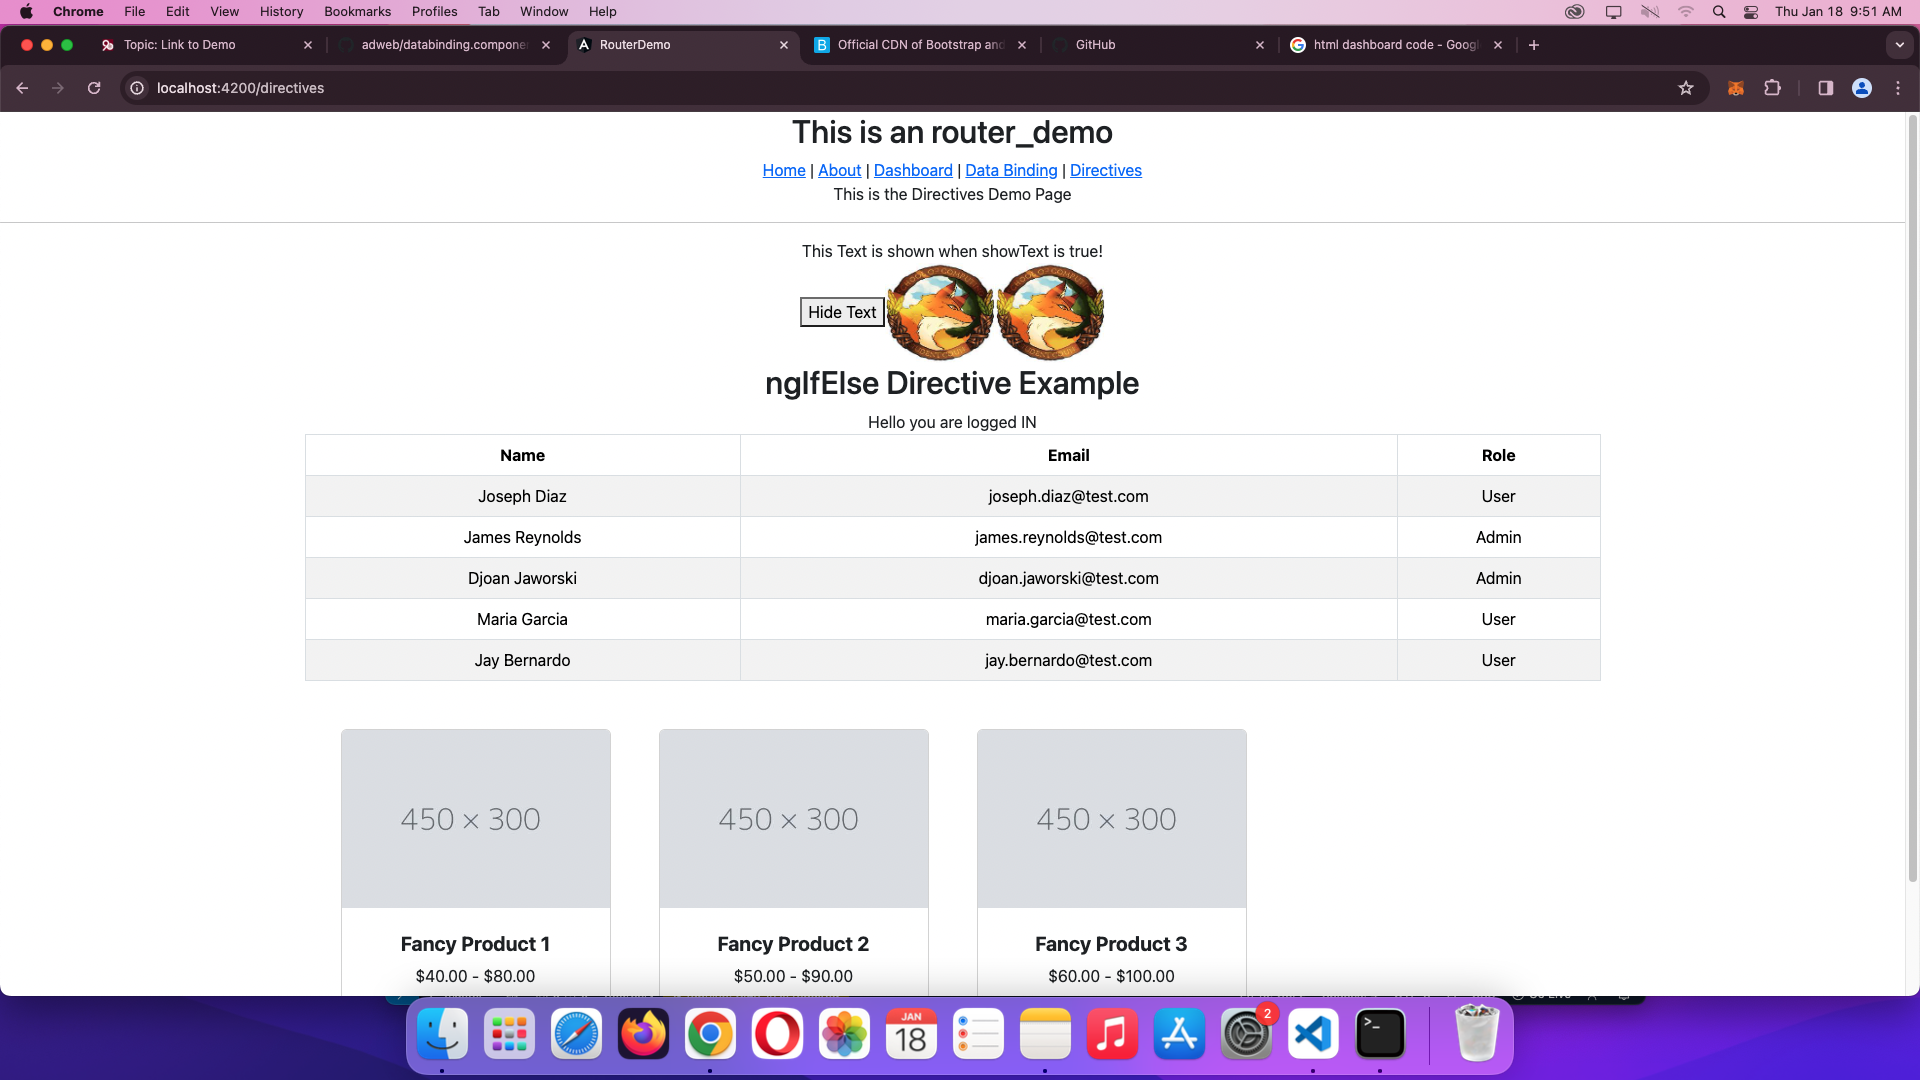 Chrome File Edit View History Bookmarks Profiles Tab Window Help Thu Jan 18 9:51 AM
Topic: Link to Demo
adweb/databinding.compone
RouterDemo
Official CDN of Bootstrap and
GitHub
html dashboard code - Goog
localhost:4200/directives
This is an router_demo
Home | About | Dashboard | Data Binding | Directives
This is the Directives Demo Page
This Text is shown when showText is true!
Hide Text
ngIfElse Directive Example
Hello you are logged IN
Name Email Role
Joseph Diaz joseph.diaz@test.com User
James Reynolds james.reynolds@test.com Admin
Djoan Jaworski djoan.jaworski@test.com Admin
Maria Garcia maria.garcia@test.com User
Jay Bernardo jay.bernardo@test.com User
450 × 300 450 × 300 450 × 300
Fancy Product 1 Fancy Product 2 Fancy Product 3
$40.00 - $80.00 $50.00 - $90.00 $60.00 - $100.00
JAN
18
2